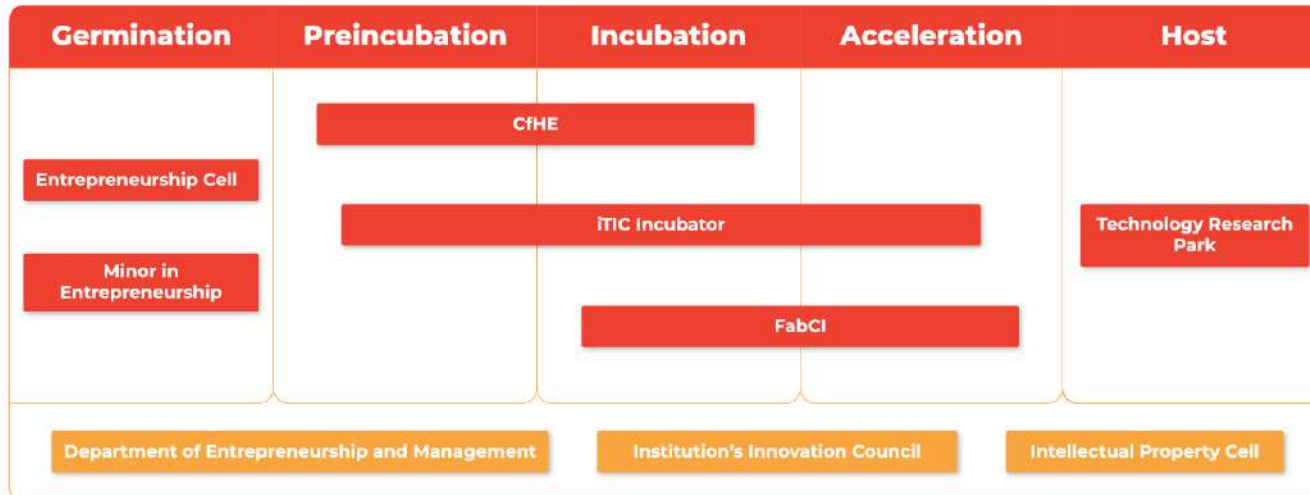 Germination
Preincubation
Incubation
Acceleration
Host
CfHE
Entrepreneurship Cell
iTIC Incubator
Technology Research
Park
Minor in
Entrepreneurship
FabCI
Department of Entrepreneurship and Management
Institution's Innovation Council
Intellectual Property Cell